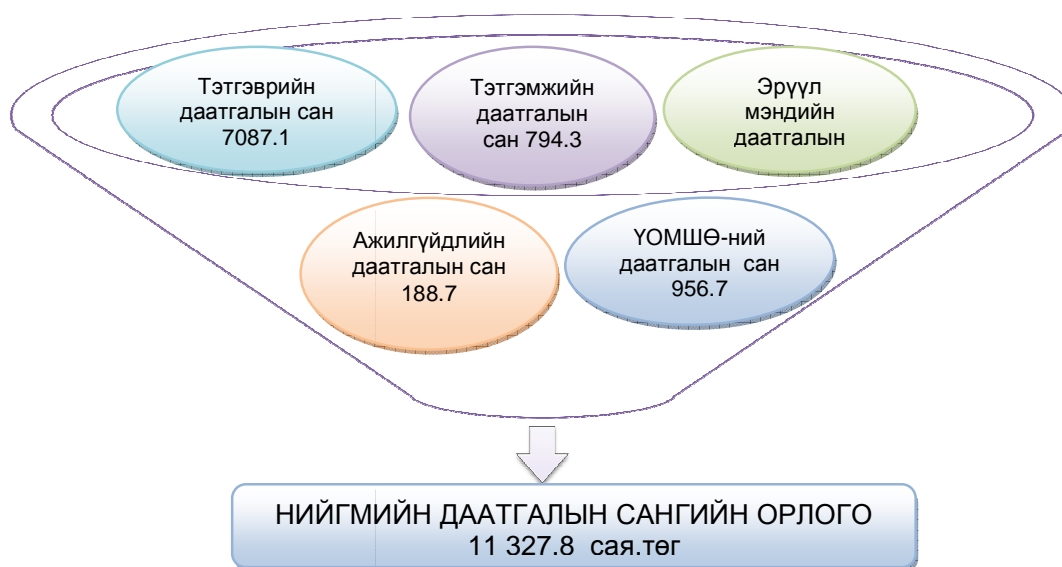 Тэтгэврийн
даатгалын сан
7087.1
Тэтгэмжийн
даатгалын
сан 794.3
Эрүүл
мэндийн
даатгалын
Ажилгүйдлийн
даатгалын сан
188.7
ҮОМШӨ-ний
даатгалын сан
956.7
НИЙГМИЙН ДААТГАЛЫН САНГИЙН ОРЛОГО
11 327.8 сая.төг